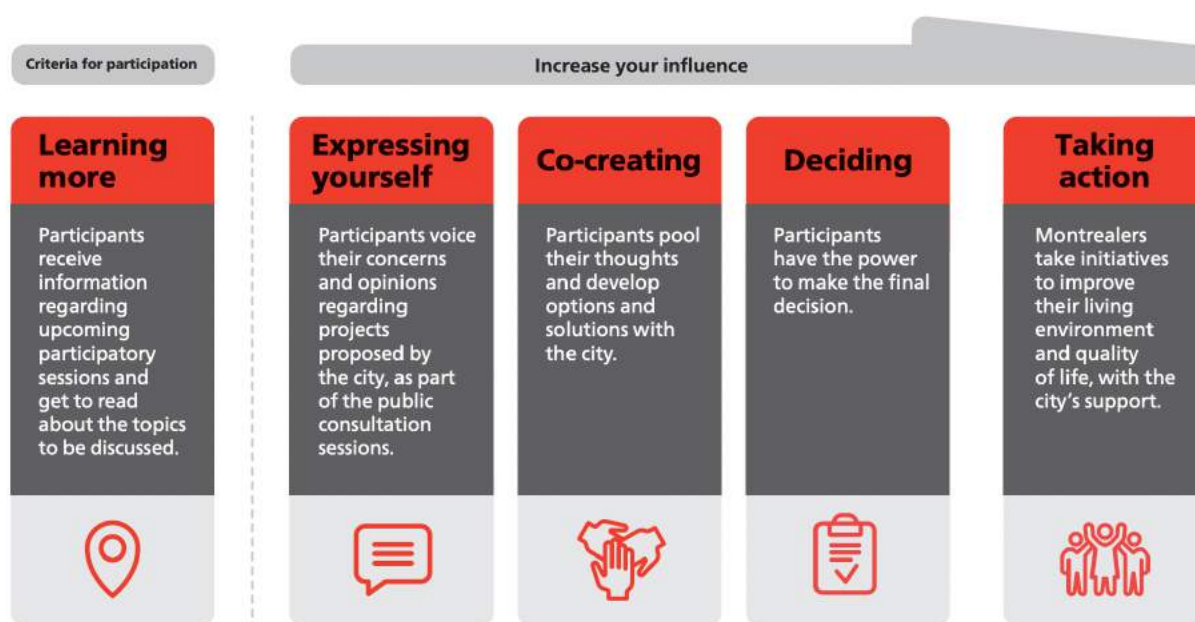 Criteria for participation
Increase your influence
Learning
more
Participants
receive
information
regarding
upcoming
participatory
sessions and
get to read
about the topics
to be discussed.
Expressing
yourself
Participants voice
their concerns
and opinions
regarding
projects
proposed by
the city, as part
of the public
consultation
sessions.
Co-creating
Participants pool
their thoughts
and develop
options and
solutions with
the city.
Deciding
Participants
have the power
to make the final
decision.
Taking
action
Montrealers
take initiatives
to improve
their living
environment
and quality
of life, with the
city's support.